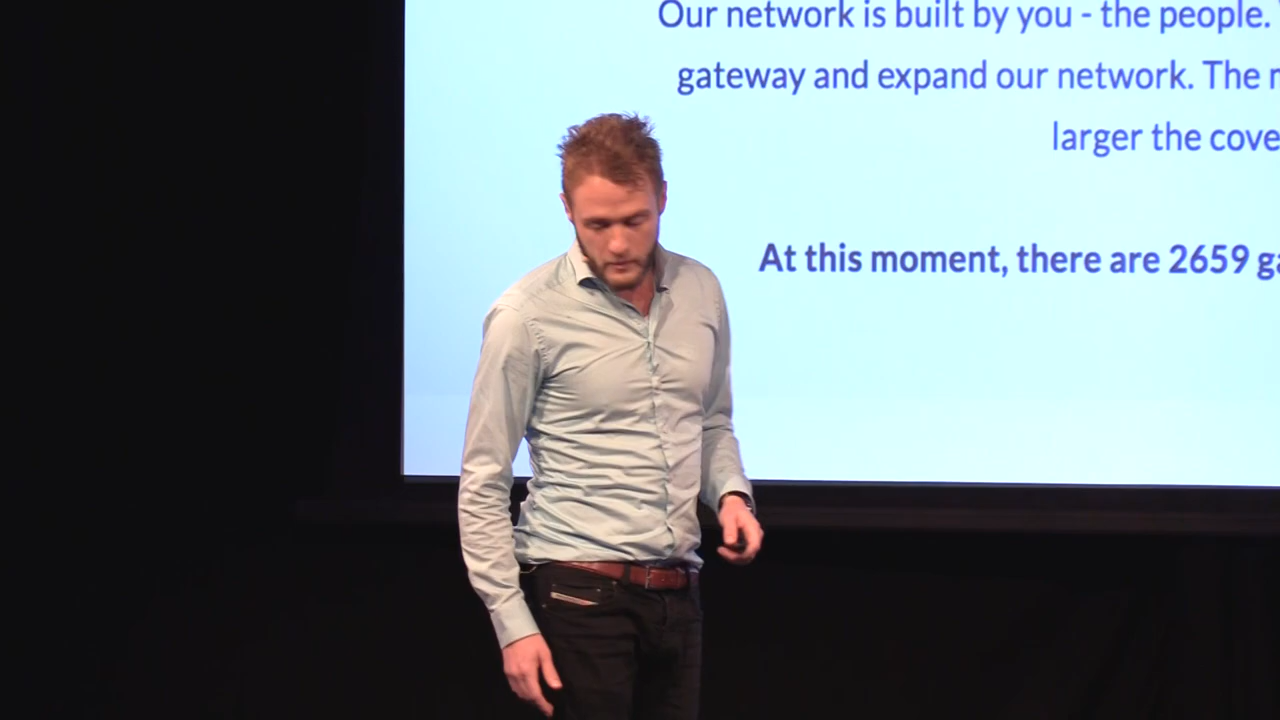 Our network is built by you - the people.
gateway and expand our network. The
larger the
At this moment, there are 2659